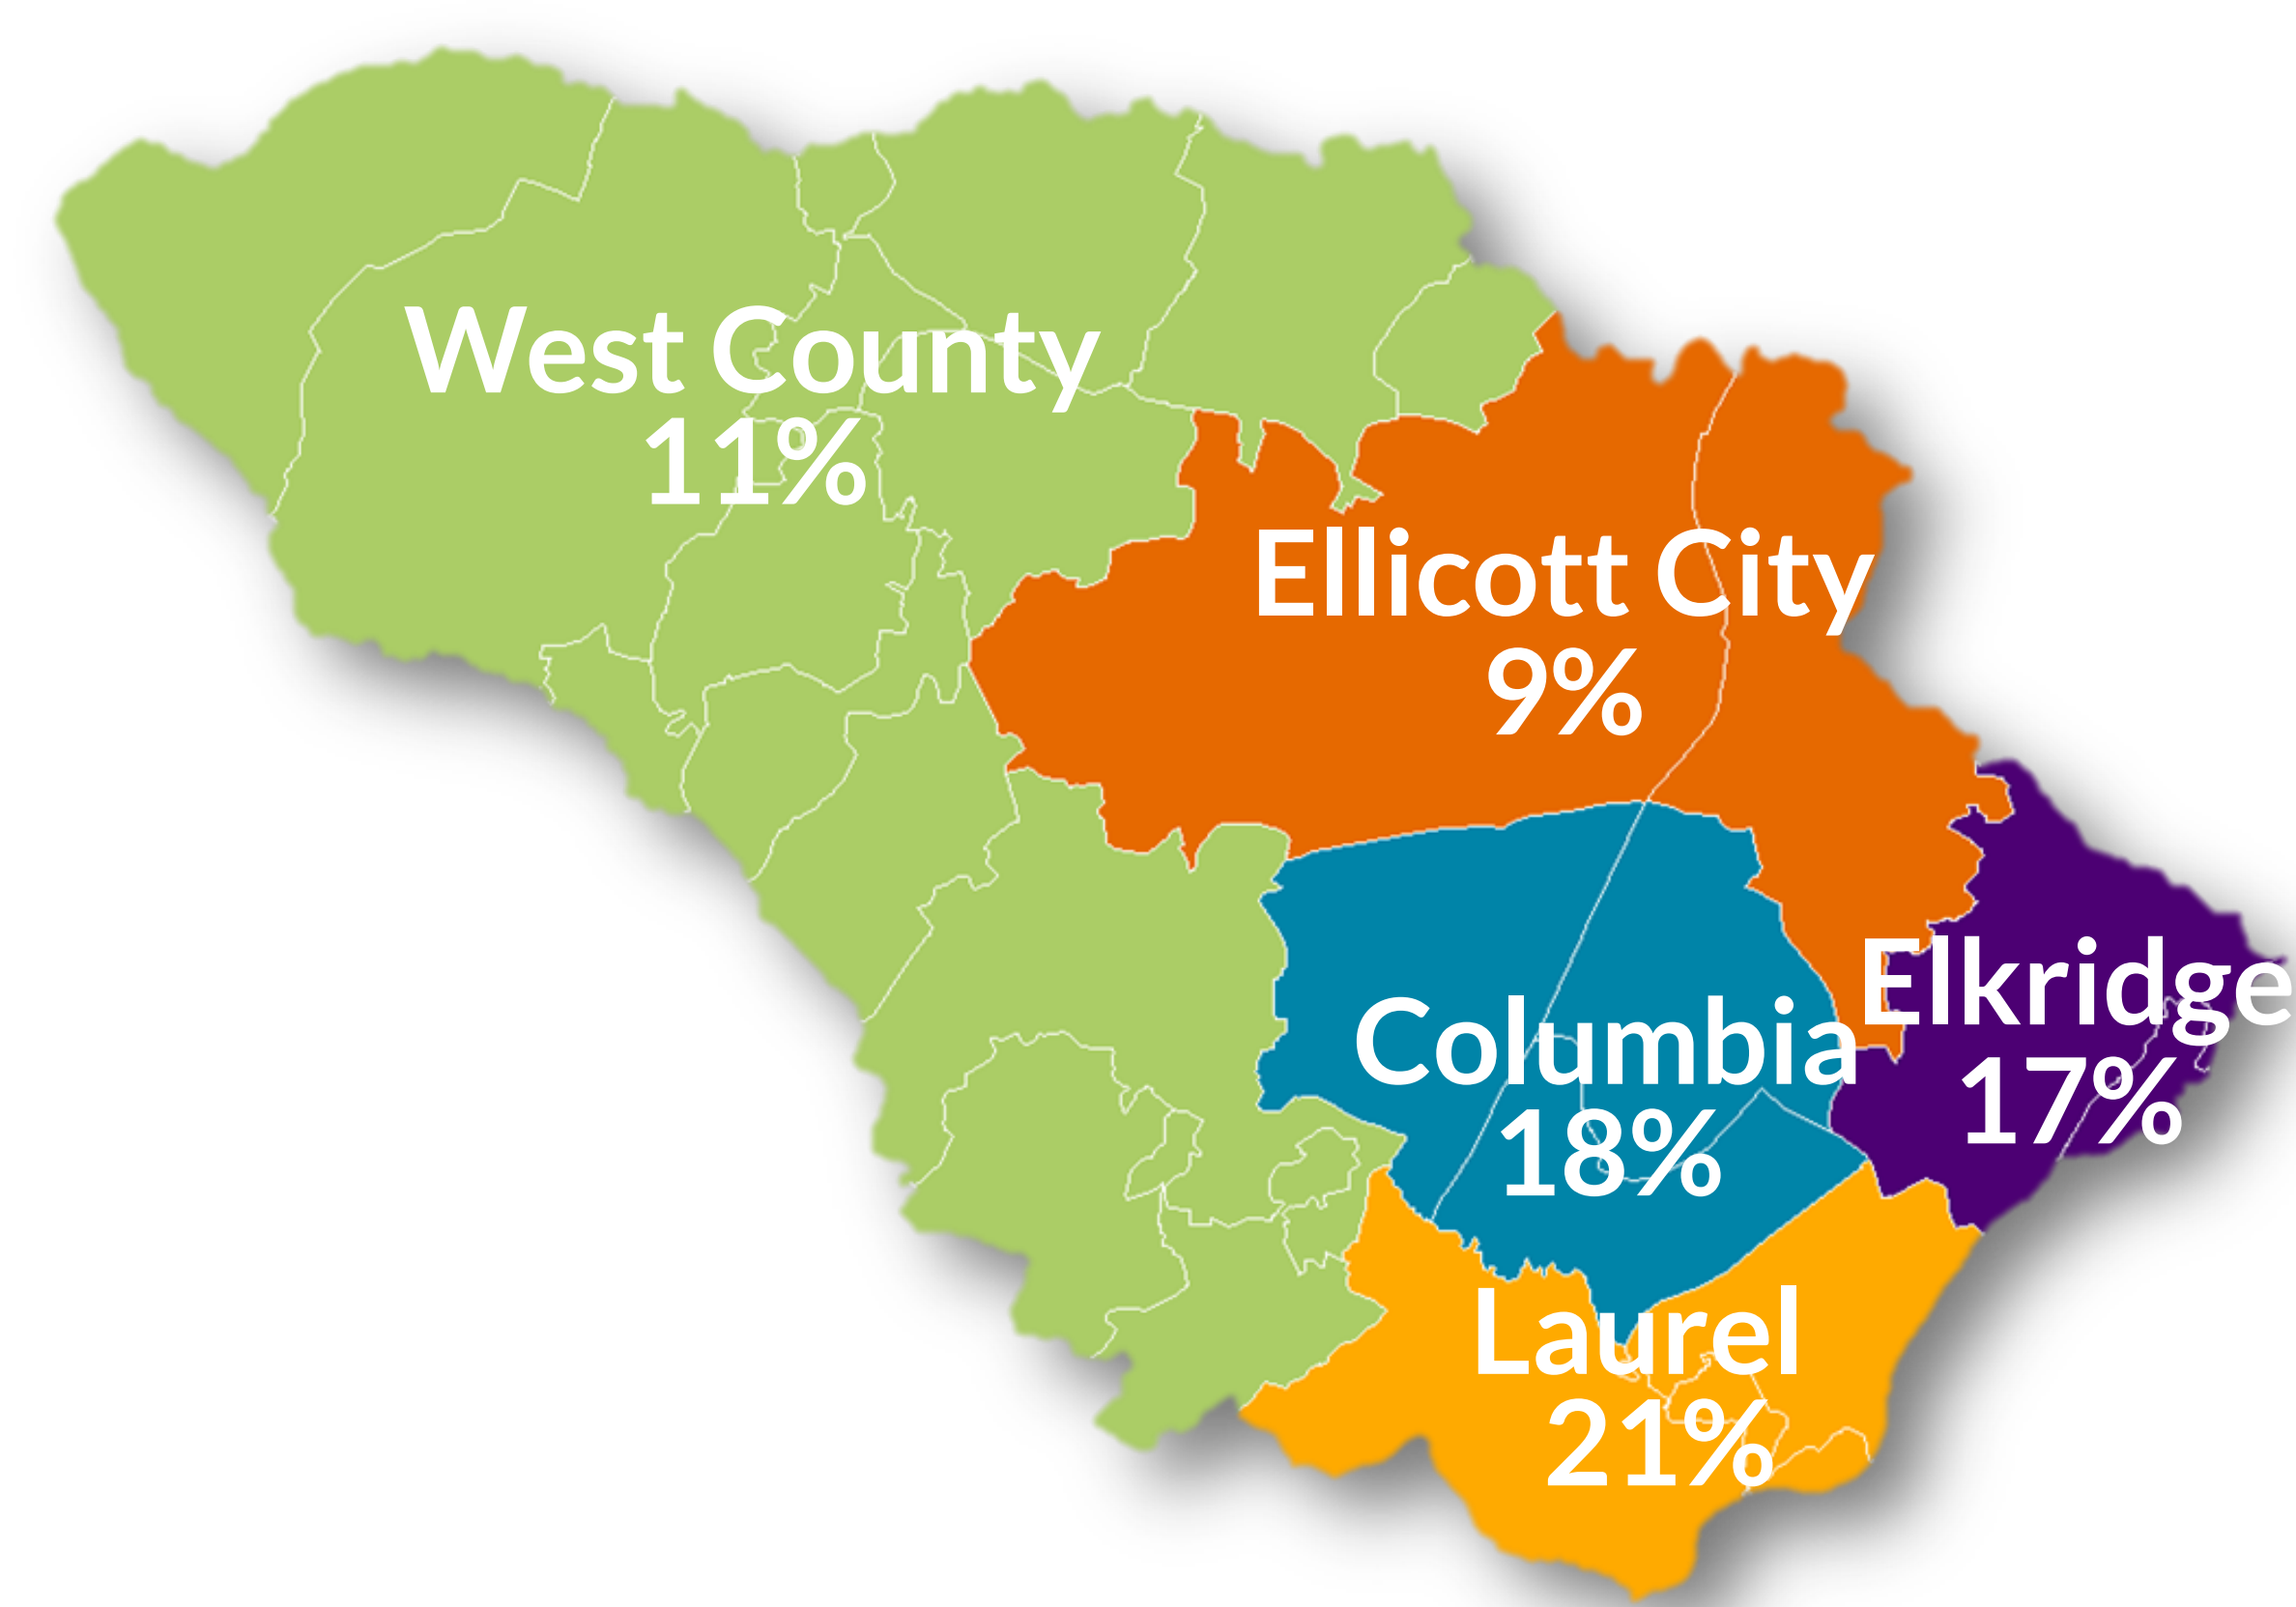 West County
11%
Ellicott City
9%
Elkridge
17%
Columbia
18%
Laurel
21%